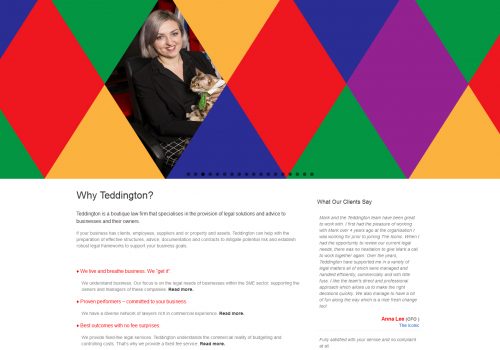 Why Teddington?
Teddington is a boutique law firm that specialises in the provision of legal solutions and advice to
businesses and their owners.
If your business has clients, employees, suppliers and or property and assets, Teddington can help with the
preparation of effective structures, advice, documentation and contracts to mitigate potential risk and establish
robust legal frameworks to support your business goals.
We live and breathe business. We "get it"
We understand business. Our focus is on the legal needs of businesses within the SME sector, supporting the
owners and managers of these companies. Read more.
Proven performers – committed to your business
We have a diverse network of lawyers rich in commercial experience. Read more.
Best outcomes with no fee surprises
We provide fixed-fee legal services. Teddington understands the commercial reality of budgeting and
controlling costs. That's why we provide a fixed fee service. Read more.
What Our Clients Say
Mark and the Teddington team have been great
to work with. I first had the pleasure of working
with Mark over 4 years ago at the organisation I
was working for prior to joining The Iconic. When I
had the opportunity to review our current legal
needs, there was no hesitation to give Mark a call
to work together again. Over the years,
Teddington have supported me in a variety of
legal matters all of which were managed and
handled efficiently, commercially and with little
fuss. I like the team's direct and professional
approach which allows us to make the right
decisions quickly. We also manage to have a bit
of fun along the way which is a nice fresh change
too!
Anna Lee (CFO )
The Iconic
Fully satisfied with your service and no complaint
at all.